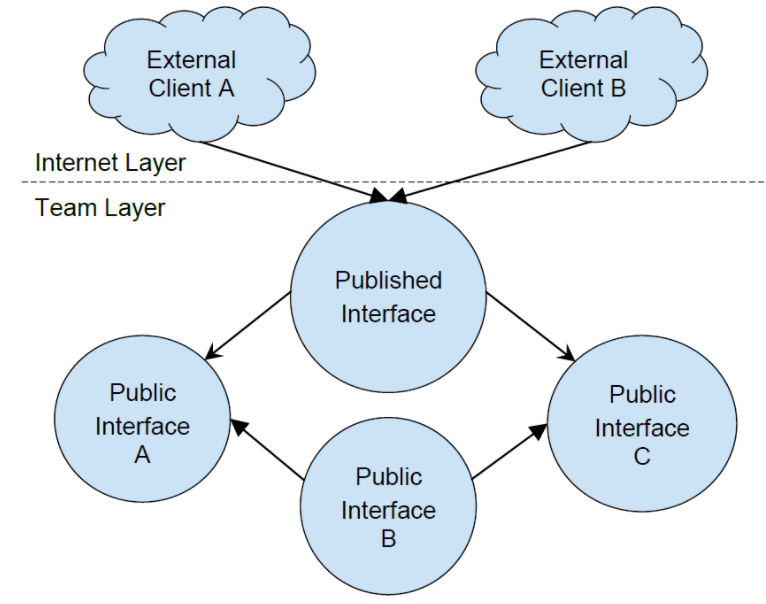 External
Client A
External
Client B
Internet Layer
Team Layer
Published
Interface
Public
Interface
A
Public
Interface
B
Public
Interface
C